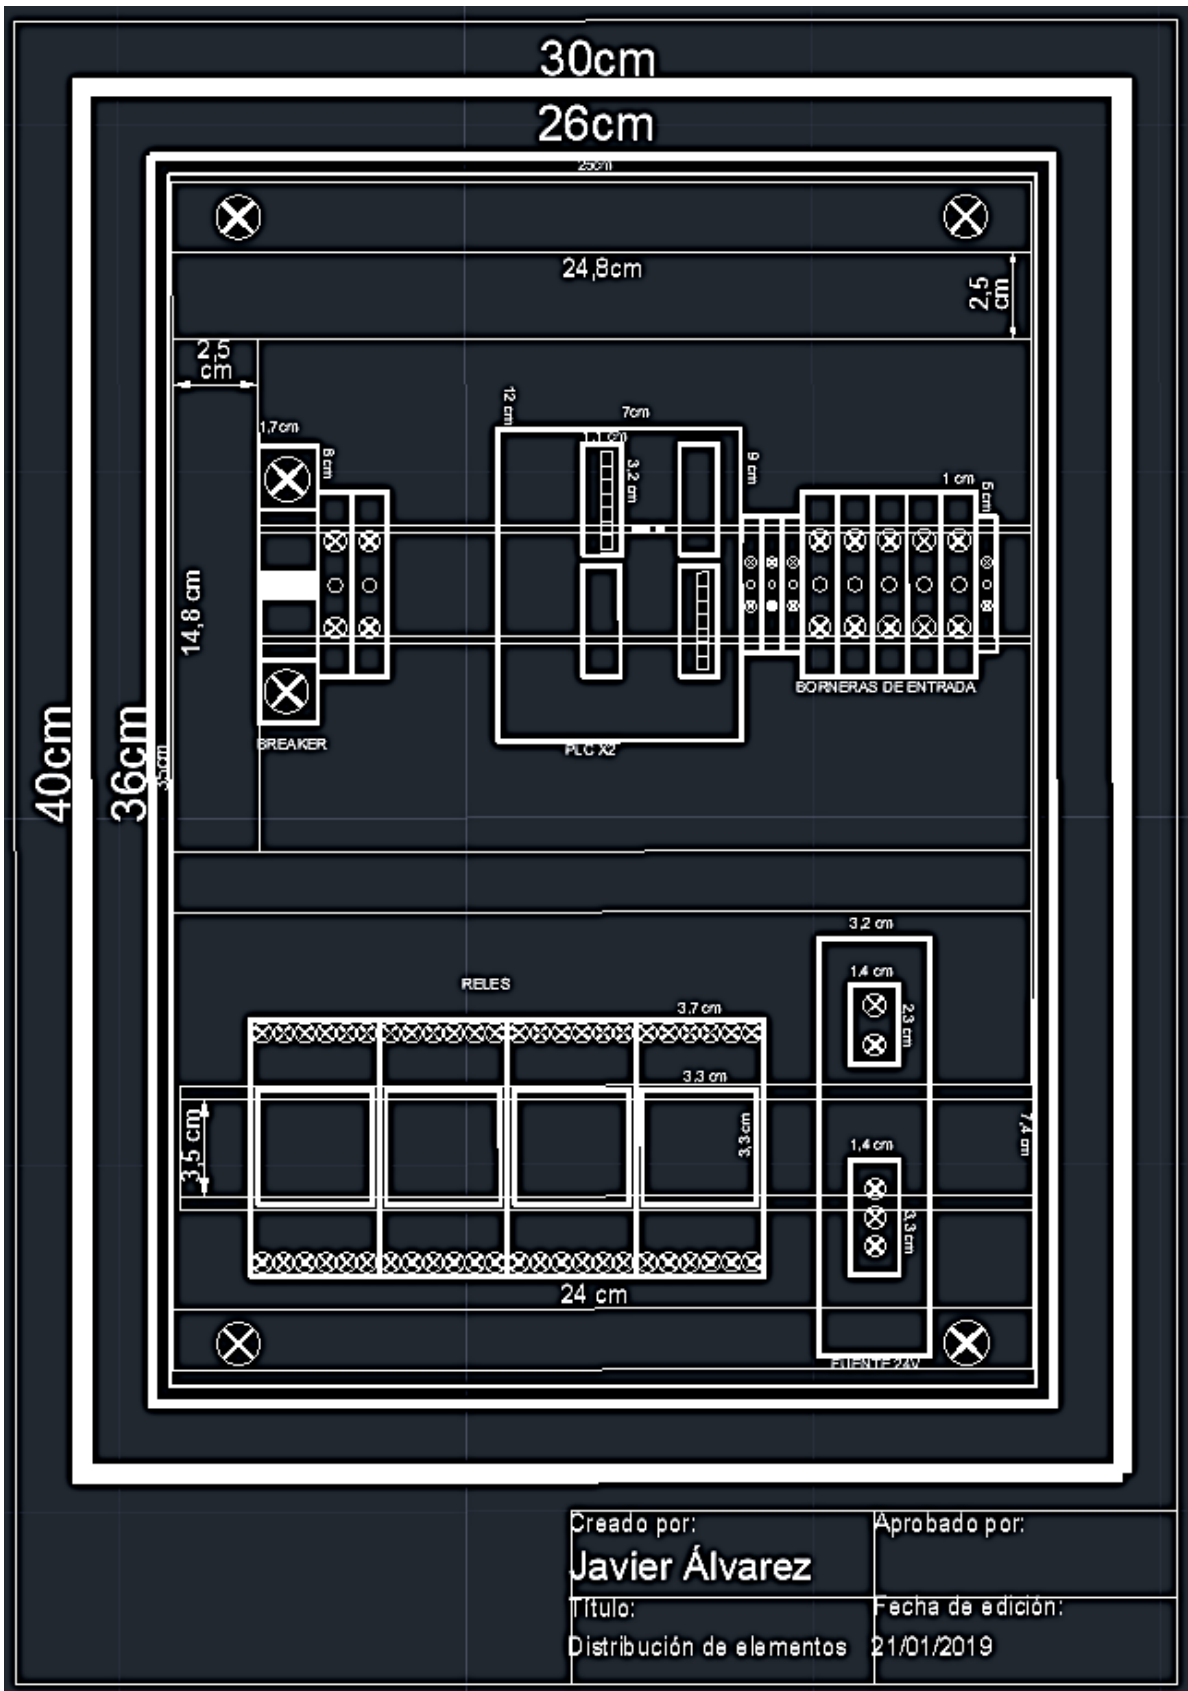 30cm
26cm
25cm
24,8cm
2,5
cm
2,5
cm
12 cm
7cm
1,7cm
8 cm
1,1 cm
3,2 cm
9 cm
1 cm
5 cm
14,8 cm
BORNERAS DE ENTRADA
40cm
36cm
35cm
BREAKER
PLC X2
3,2 cm
RELES
1,4 cm
3,7 cm
2,3 cm
3,3 cm
3,5 cm
3,3 cm
7,4 cm
1,4 cm
3,3 cm
24 cm
FUENTE 24V
Creado por:
Aprobado por:
Javier Álvarez
Título:
Fecha de edición:
Distribución de elementos
21/01/2019